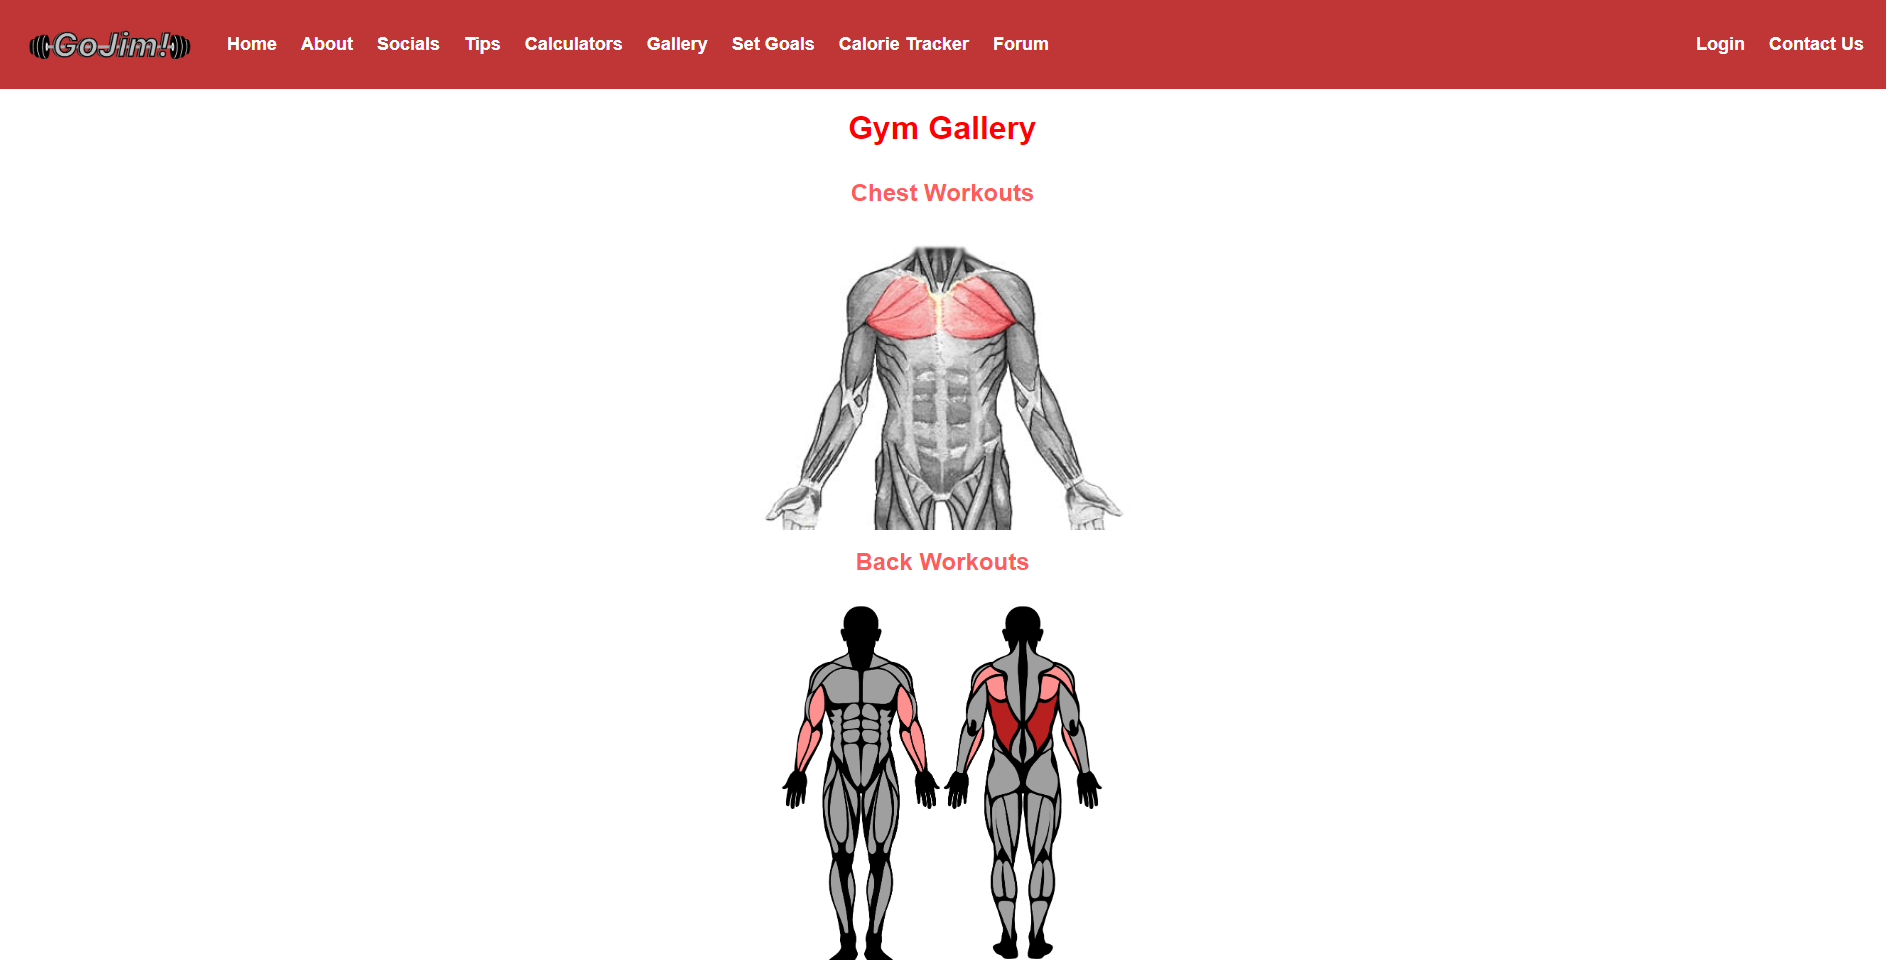 GoJim!
Home About Socials Tips Calculators Gallery Set Goals Calorie Tracker Forum Login Contact Us
Gym Gallery
Chest Workouts
Back Workouts